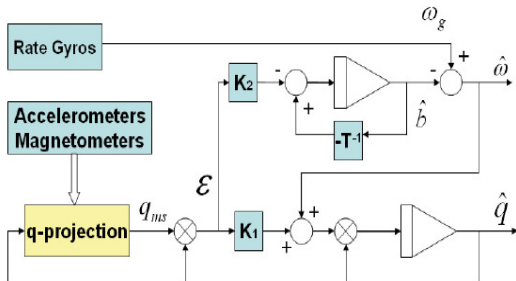 ω_g
Rate Gyros
- + - +
K₂
ω̂
b̂
+
-T⁻¹
Accelerometers
Magnetometers
ε
q_ms
q̂
q-projection
K₁
+ +